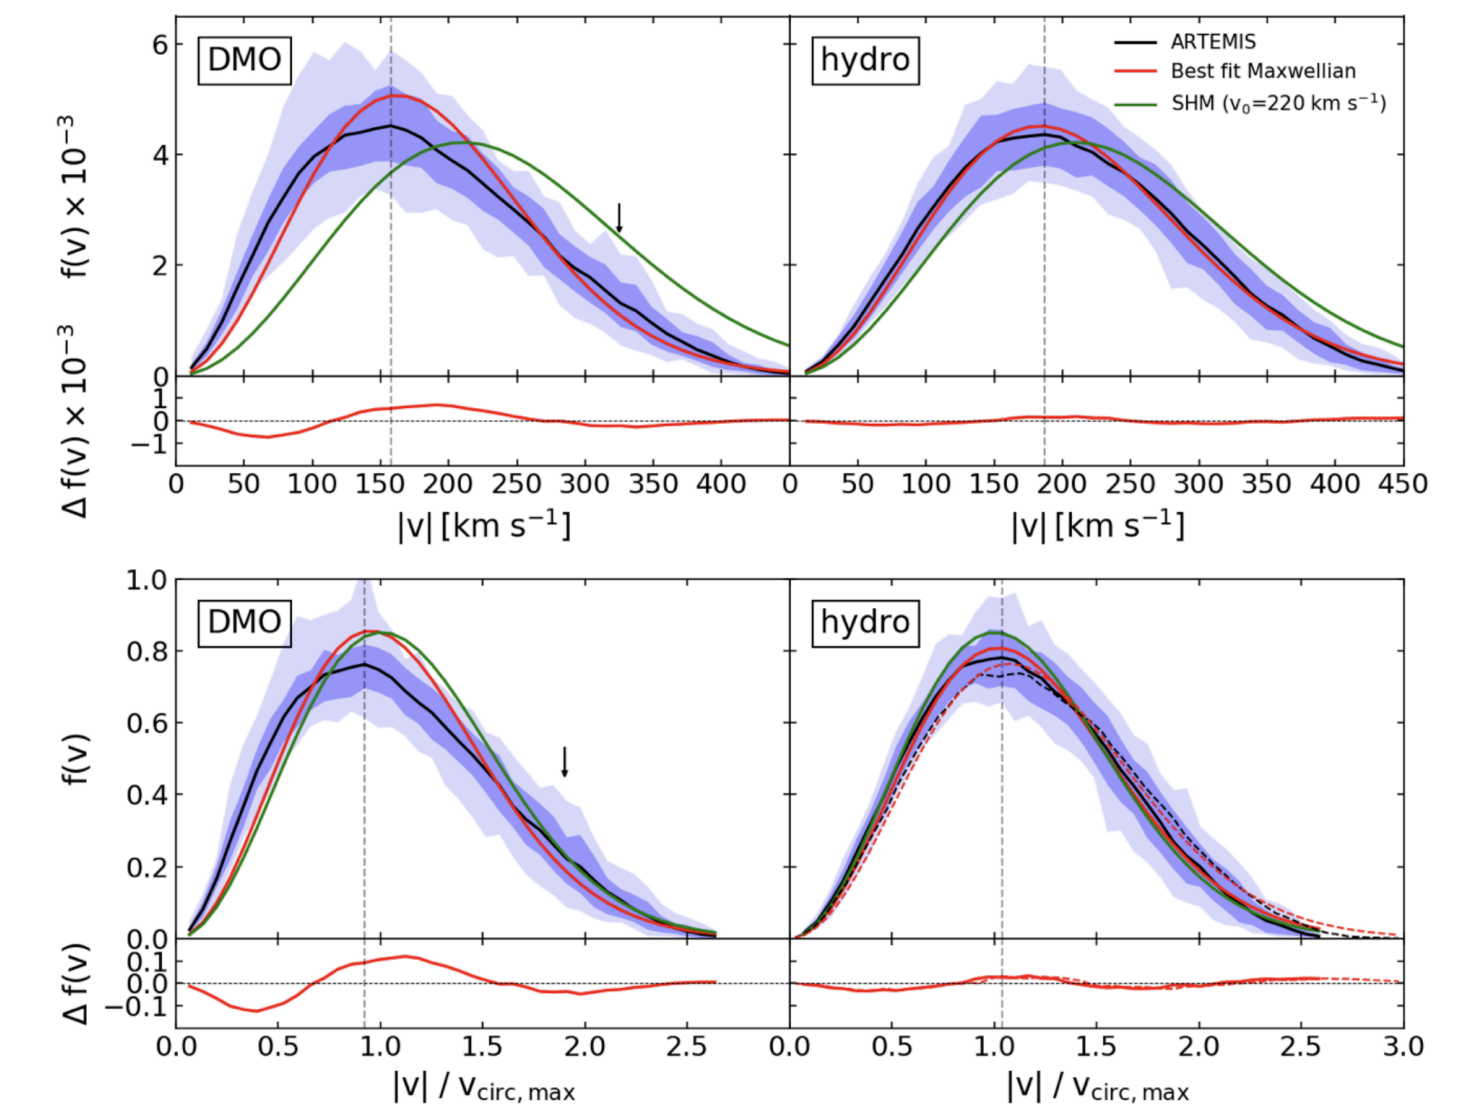 DMO
hydro
ARTEMIS
Best fit Maxwellian
SHM (v₀=220 km s⁻¹)
f(v) × 10⁻³
6
4
2
0
Δ f(v) × 10⁻³
1
0
−1
0 50 100 150 200 250 300 350 400
0 50 100 150 200 250 300 350 400 450
|v| [km s⁻¹]
|v| [km s⁻¹]
DMO
hydro
f(v)
1.0
0.8
0.6
0.4
0.2
0.0
Δ f(v)
0.1
0.0
−0.1
0.0 0.5 1.0 1.5 2.0 2.5
0.0 0.5 1.0 1.5 2.0 2.5 3.0
|v| / v_circ, max
|v| / v_circ, max